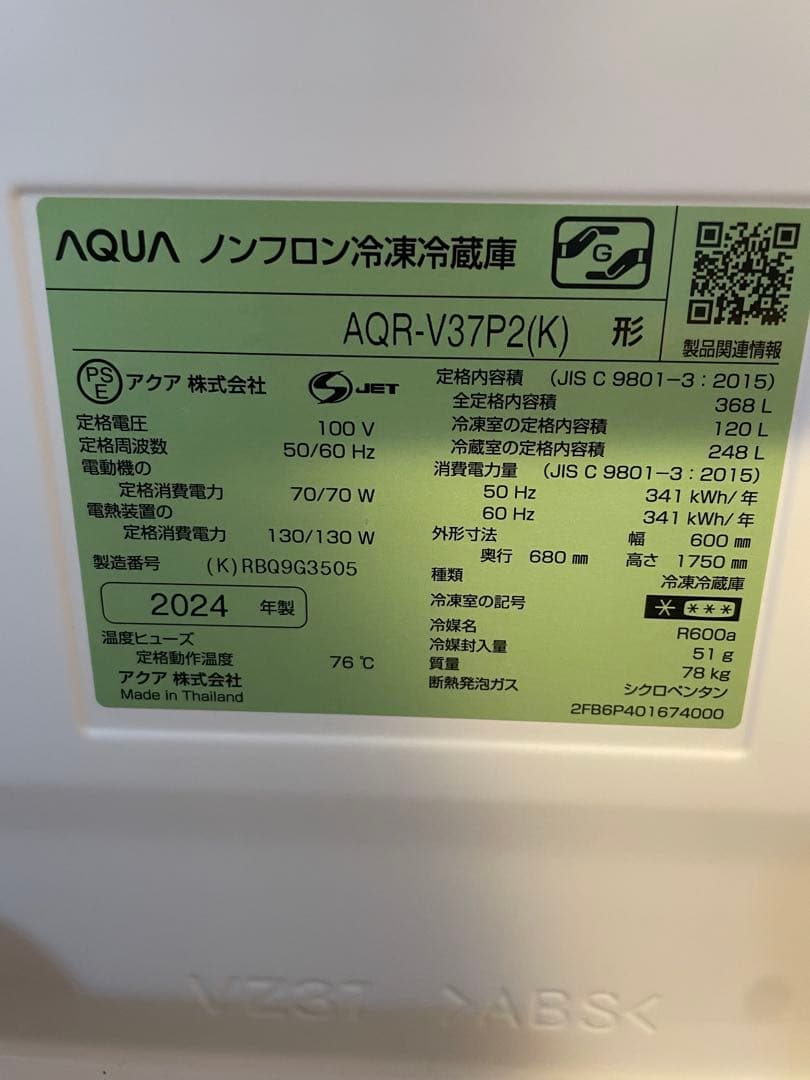 AQUA ノンフロン冷凍冷蔵庫
G
AQR-V37P2(K) 形
製品関連情報
PS
E
アクア 株式会社
S JET
定格電圧 100 V
定格周波数 50/60 Hz
電動機の
定格消費電力 70/70 W
電熱装置の
定格消費電力 130/130 W
製造番号 (K)RBQ9G3505
2024 年製
温度ヒューズ
定格動作温度 76 ℃
アクア 株式会社
Made in Thailand
定格内容積 (JIS C 9801-3:2015)
全定格内容積 368 L
冷凍室の定格内容積 120 L
冷蔵室の定格内容積 248 L
消費電力量 (JIS C 9801-3:2015)
50 Hz 341 kWh/年
60 Hz 341 kWh/年
外形寸法 幅 600 ㎜
奥行 680 ㎜ 高さ 1750 ㎜
種類 冷凍冷蔵庫
冷凍室の記号 * ***
冷媒名 R600a
冷媒封入量 51 g
質量 78 kg
断熱発泡ガス シクロペンタン
2FB6P401674000
VZ37 >ABS<